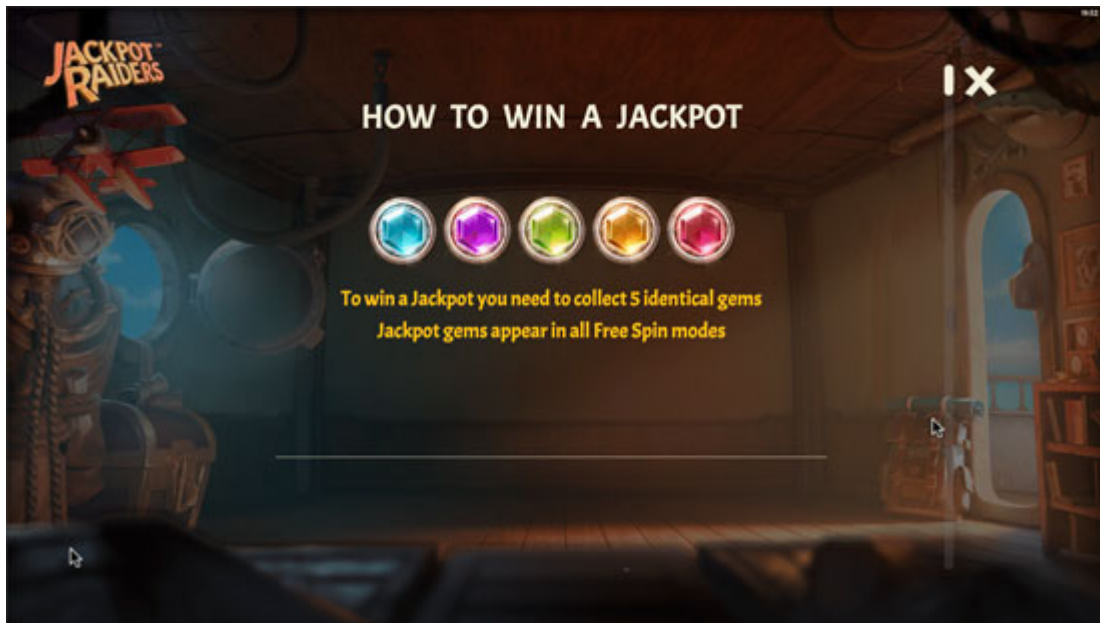 JACKPOT™
RAIDERS
HOW TO WIN A JACKPOT
To win a Jackpot you need to collect 5 identical gems
Jackpot gems appear in all Free Spin modes